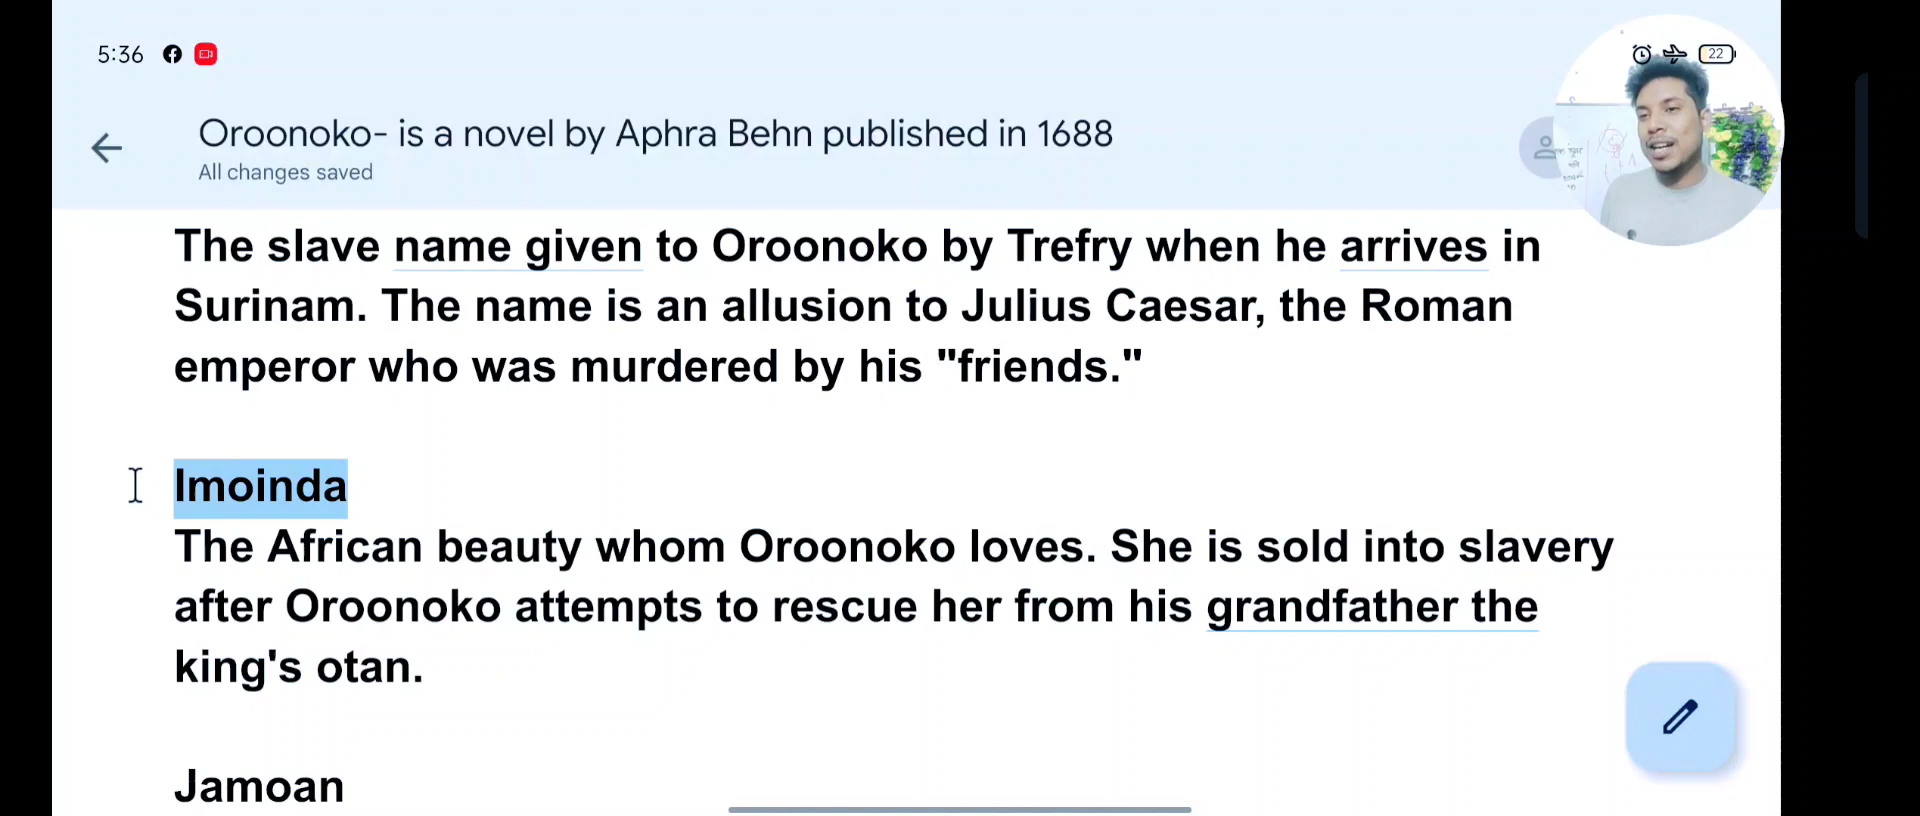 5:36
22
Oroonoko- is a novel by Aphra Behn published in 1688
All changes saved
The slave name given to Oroonoko by Trefry when he arrives in
Surinam. The name is an allusion to Julius Caesar, the Roman
emperor who was murdered by his "friends."
Imoinda
The African beauty whom Oroonoko loves. She is sold into slavery
after Oroonoko attempts to rescue her from his grandfather the
king's otan.
Jamoan